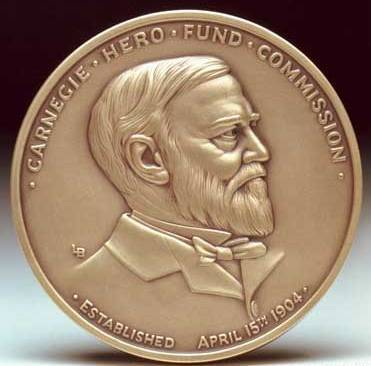 · CARNEGIE · HERO · FUND · COMMISSION ·
LB
· ESTABLISHED APRIL 15TH 1904 ·